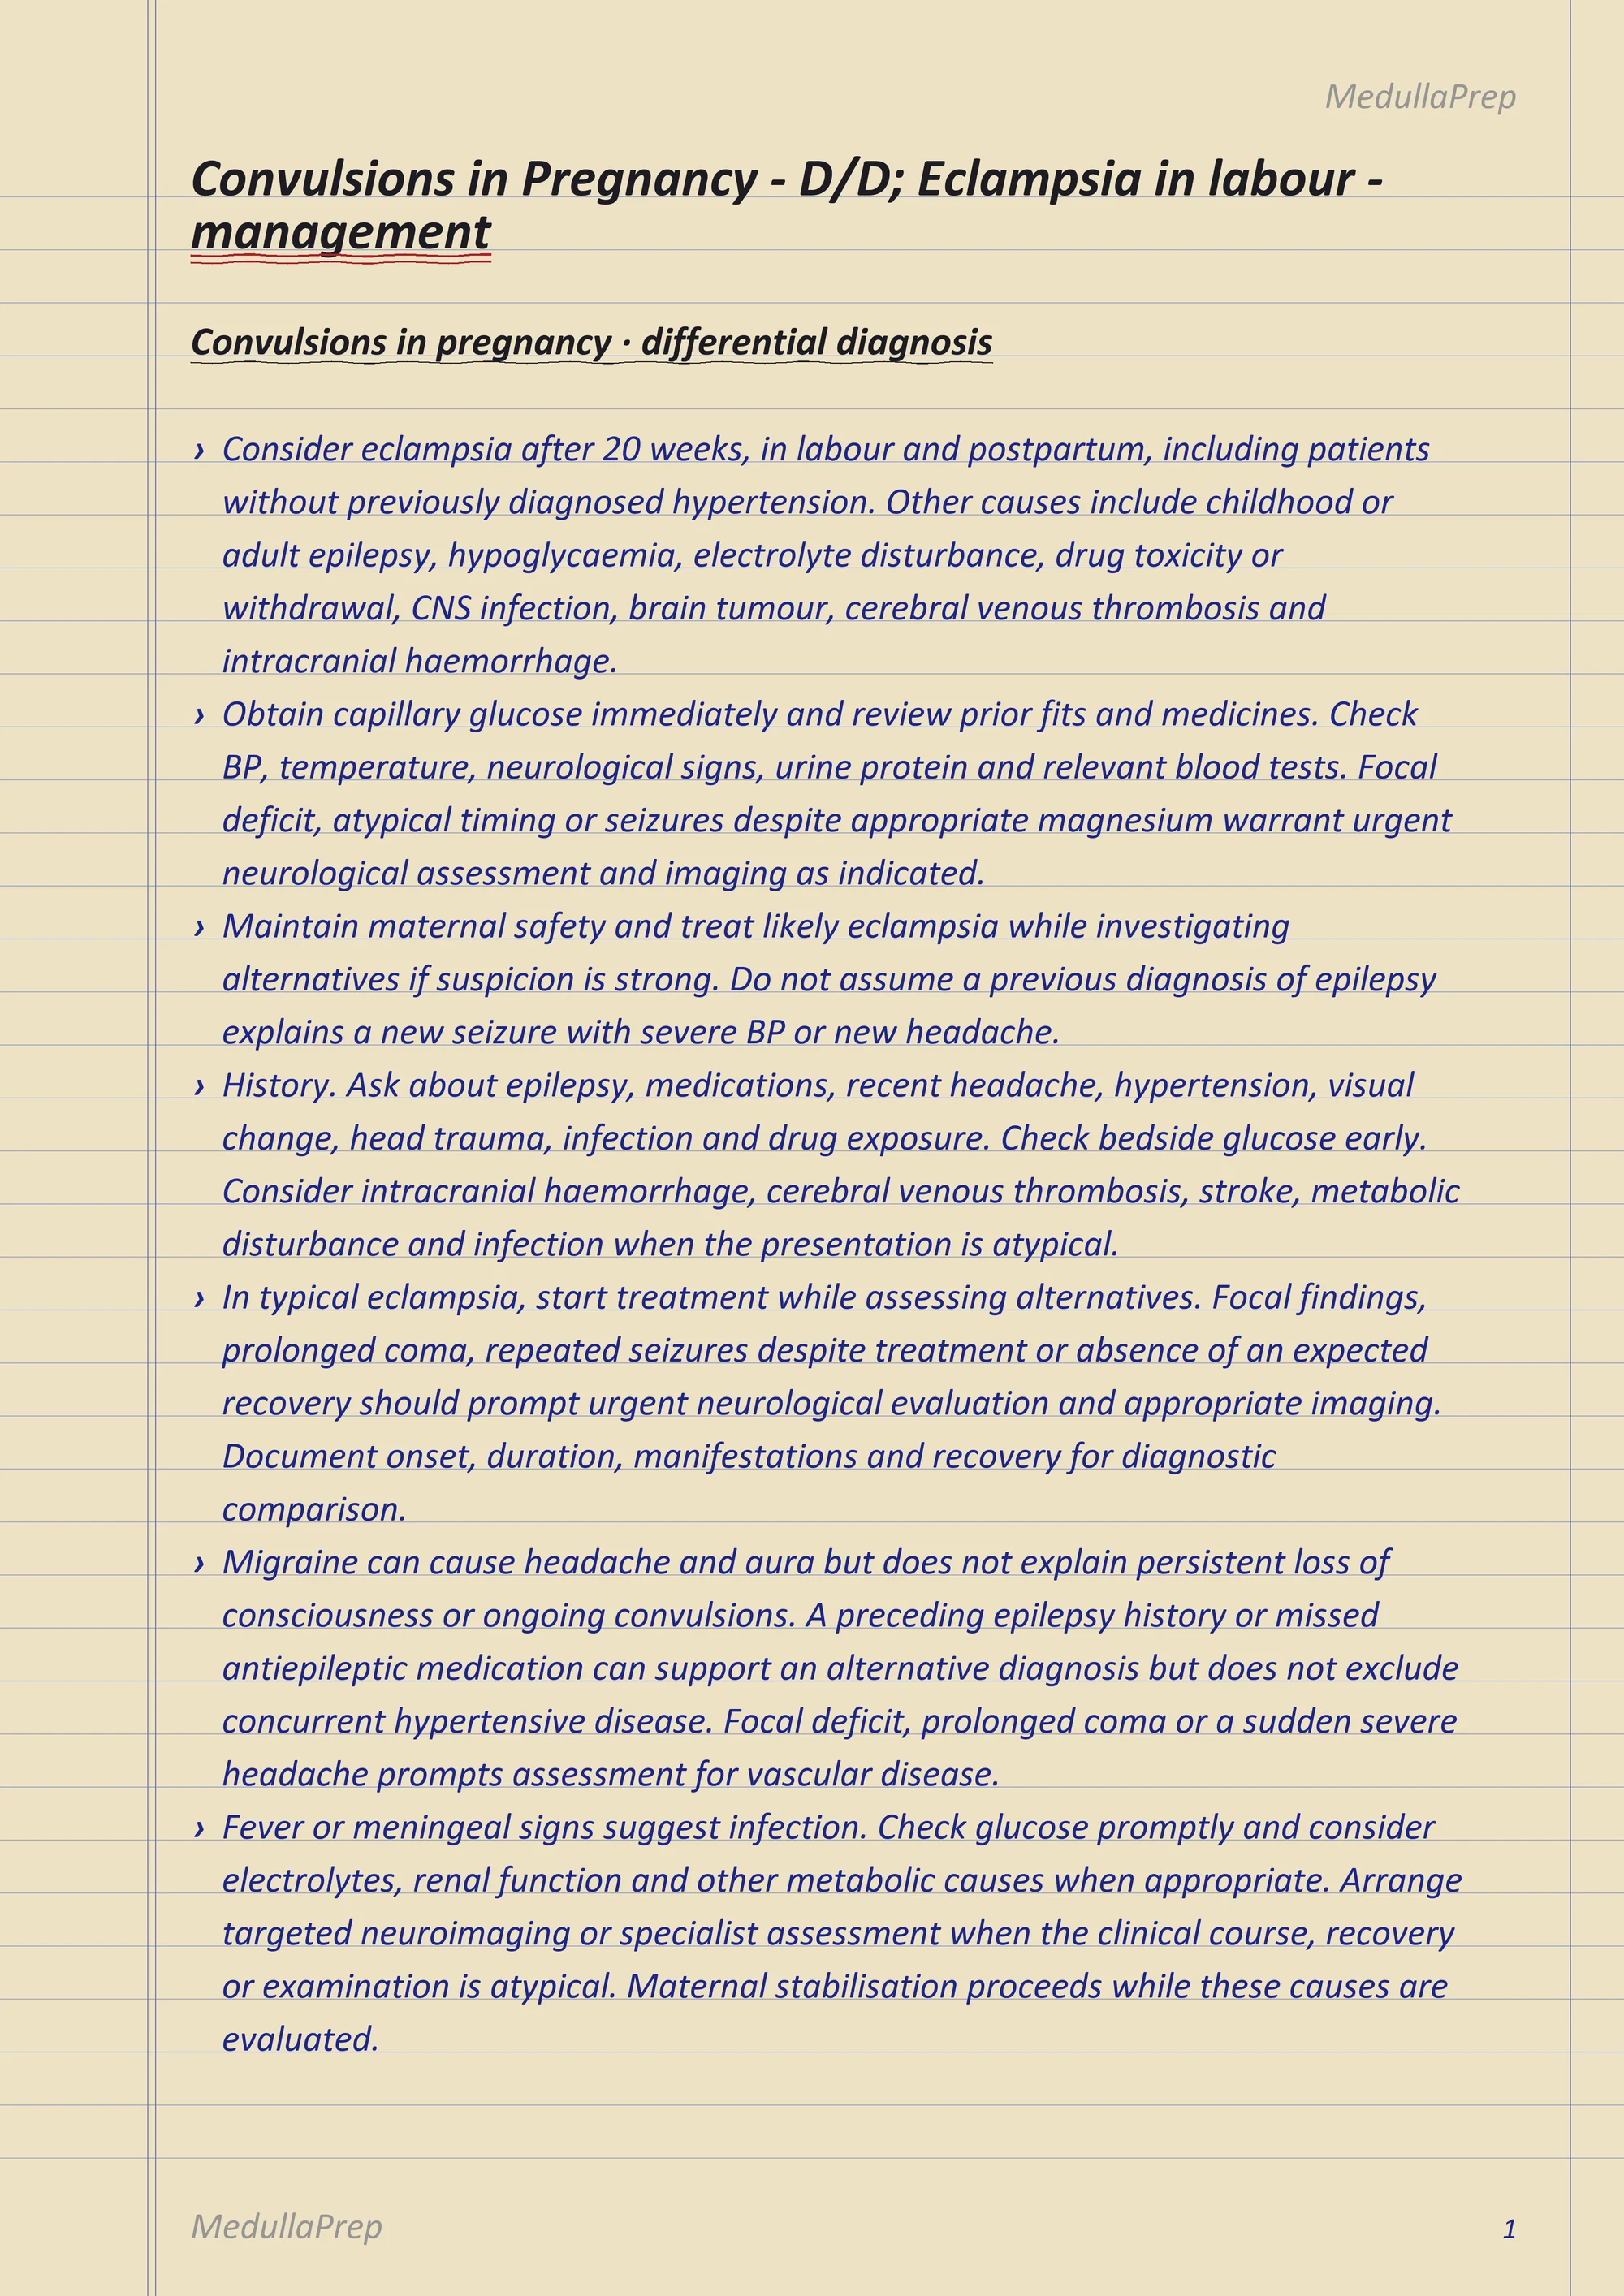 MedullaPrep
Convulsions in Pregnancy - D/D; Eclampsia in labour -
management
Convulsions in pregnancy · differential diagnosis
› Consider eclampsia after 20 weeks, in labour and postpartum, including patients
without previously diagnosed hypertension. Other causes include childhood or
adult epilepsy, hypoglycaemia, electrolyte disturbance, drug toxicity or
withdrawal, CNS infection, brain tumour, cerebral venous thrombosis and
intracranial haemorrhage.
› Obtain capillary glucose immediately and review prior fits and medicines. Check
BP, temperature, neurological signs, urine protein and relevant blood tests. Focal
deficit, atypical timing or seizures despite appropriate magnesium warrant urgent
neurological assessment and imaging as indicated.
› Maintain maternal safety and treat likely eclampsia while investigating
alternatives if suspicion is strong. Do not assume a previous diagnosis of epilepsy
explains a new seizure with severe BP or new headache.
› History. Ask about epilepsy, medications, recent headache, hypertension, visual
change, head trauma, infection and drug exposure. Check bedside glucose early.
Consider intracranial haemorrhage, cerebral venous thrombosis, stroke, metabolic
disturbance and infection when the presentation is atypical.
› In typical eclampsia, start treatment while assessing alternatives. Focal findings,
prolonged coma, repeated seizures despite treatment or absence of an expected
recovery should prompt urgent neurological evaluation and appropriate imaging.
Document onset, duration, manifestations and recovery for diagnostic
comparison.
› Migraine can cause headache and aura but does not explain persistent loss of
consciousness or ongoing convulsions. A preceding epilepsy history or missed
antiepileptic medication can support an alternative diagnosis but does not exclude
concurrent hypertensive disease. Focal deficit, prolonged coma or a sudden severe
headache prompts assessment for vascular disease.
› Fever or meningeal signs suggest infection. Check glucose promptly and consider
electrolytes, renal function and other metabolic causes when appropriate. Arrange
targeted neuroimaging or specialist assessment when the clinical course, recovery
or examination is atypical. Maternal stabilisation proceeds while these causes are
evaluated.
MedullaPrep
1